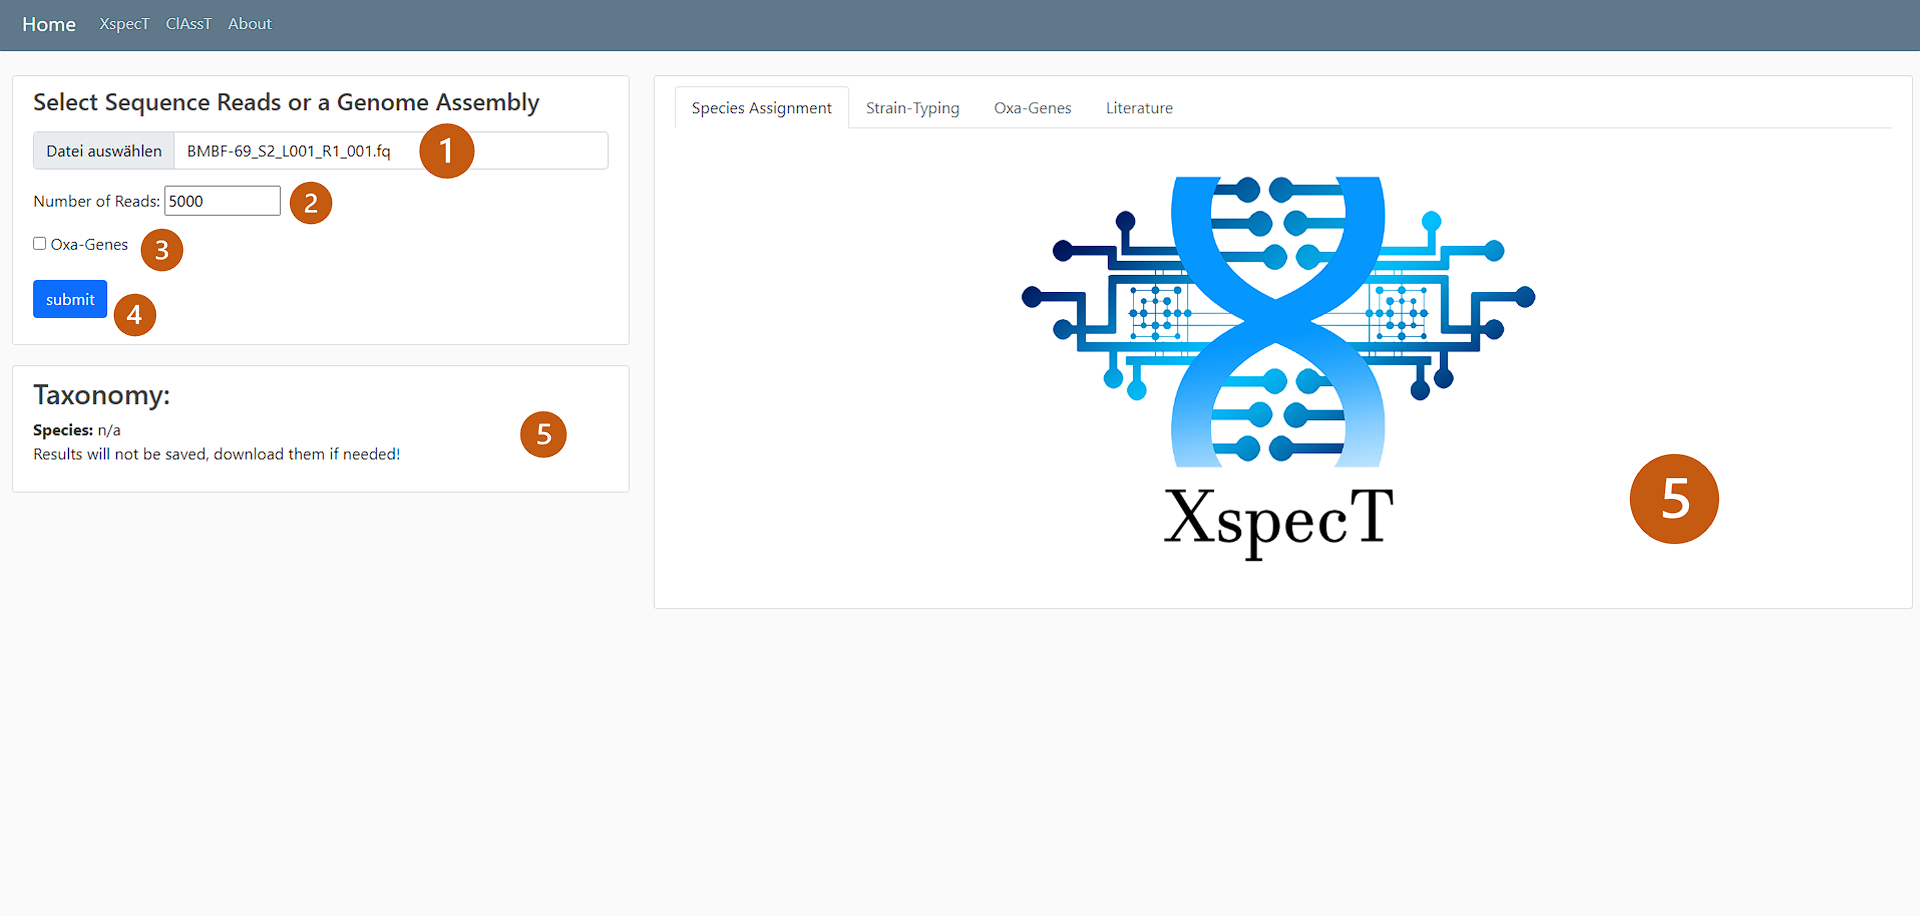 Home XspecT ClAssT About
Select Sequence Reads or a Genome Assembly
Datei auswählen BMBF-69_S2_L001_R1_001.fq 1
Number of Reads: 5000 2
Oxa-Genes 3
submit 4
Taxonomy:
Species: n/a
Results will not be saved, download them if needed!
5
Species Assignment Strain-Typing Oxa-Genes Literature
XspecT
5